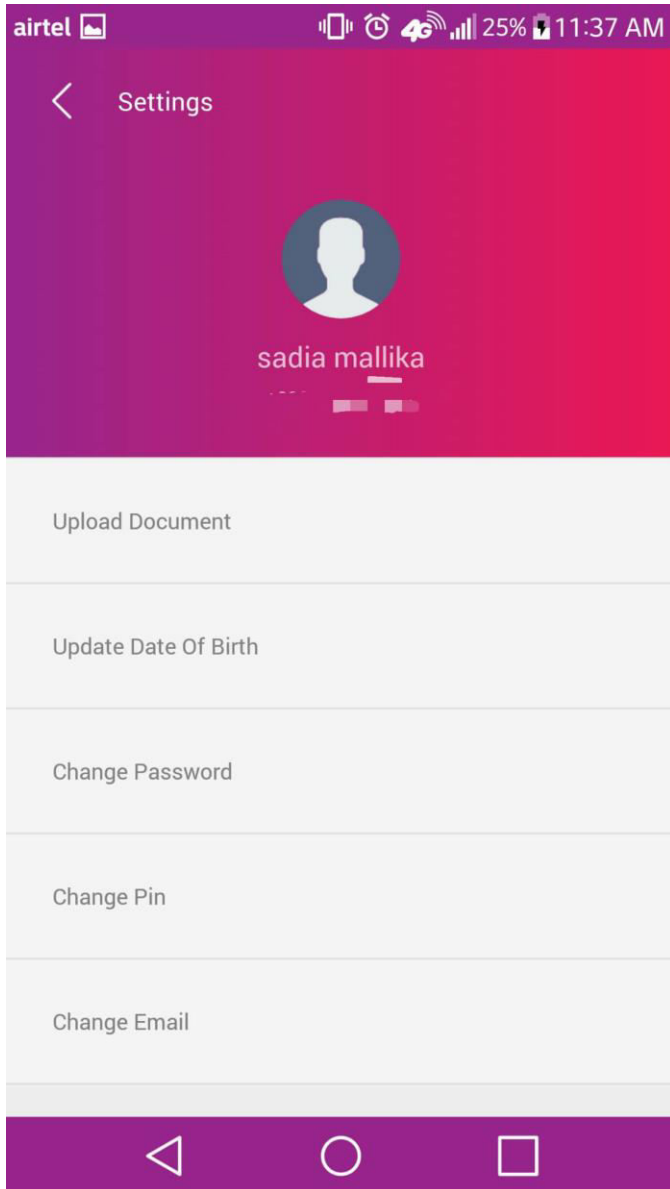 airtel 4G 25% 11:37 AM
Settings
sadia mallika
Upload Document
Update Date Of Birth
Change Password
Change Pin
Change Email